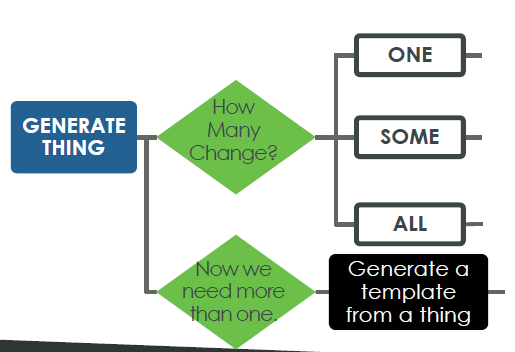 GENERATE
THING
How
Many
Change?
ONE
SOME
ALL
Now we
need more
than one.
Generate a
template
from a thing